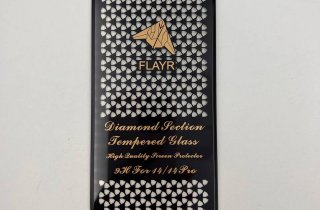 FLAYR
Diamond Section
Tempered Glass
High Quality Screen Protector
9H For 14/14Pro